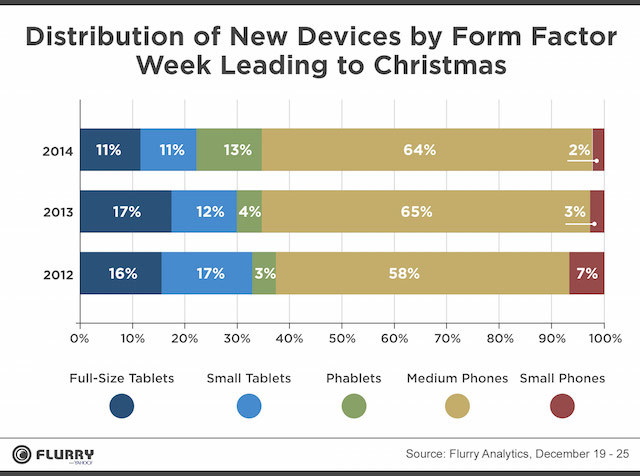 Distribution of New Devices by Form Factor
Week Leading to Christmas
2014 11% 11% 13% 64% 2%
2013 17% 12% 4% 65% 3%
2012 16% 17% 3% 58% 7%
0% 10% 20% 30% 40% 50% 60% 70% 80% 90% 100%
Full-Size Tablets Small Tablets Phablets Medium Phones Small Phones
FLURRY
Source: Flurry Analytics, December 19 - 25
from YAHOO!